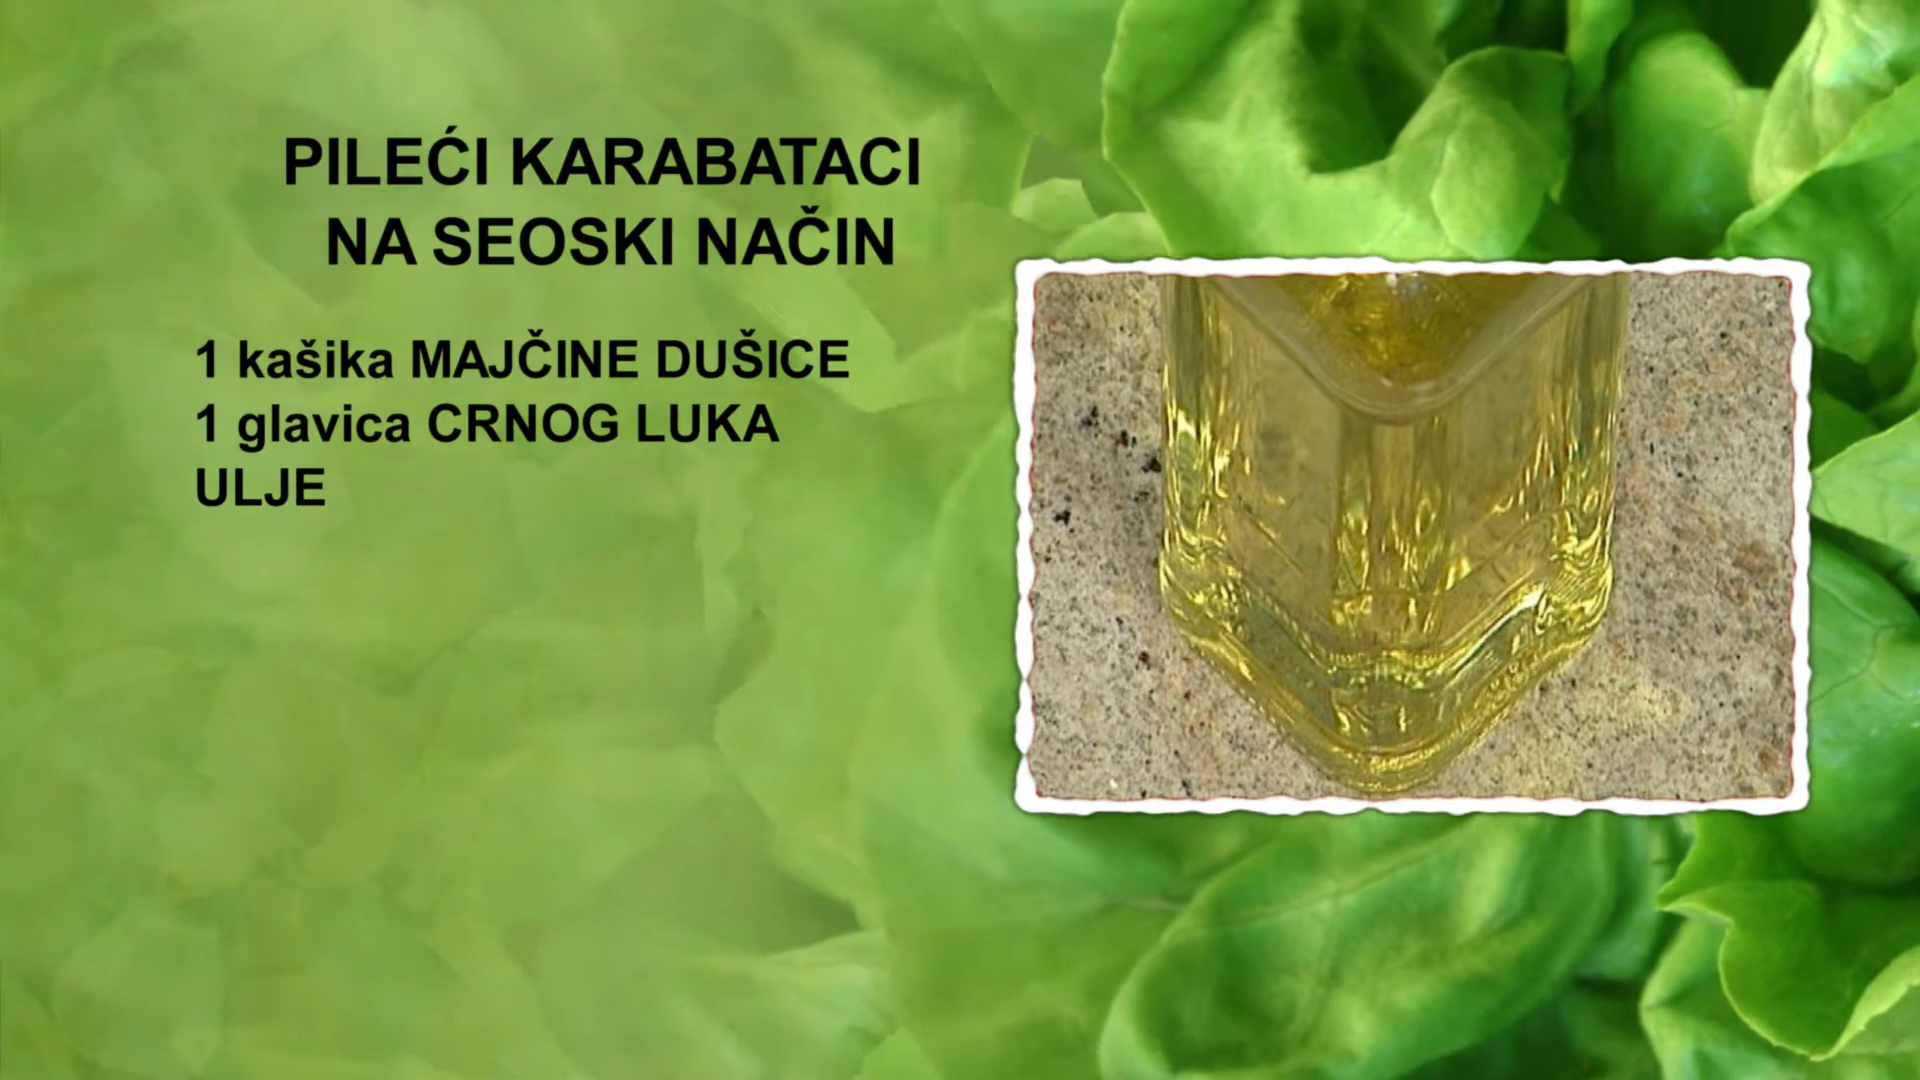 PILEĆI KARABATACI
NA SEOSKI NAČIN
1 kašika MAJČINE DUŠICE
1 glavica CRNOG LUKA
ULJE